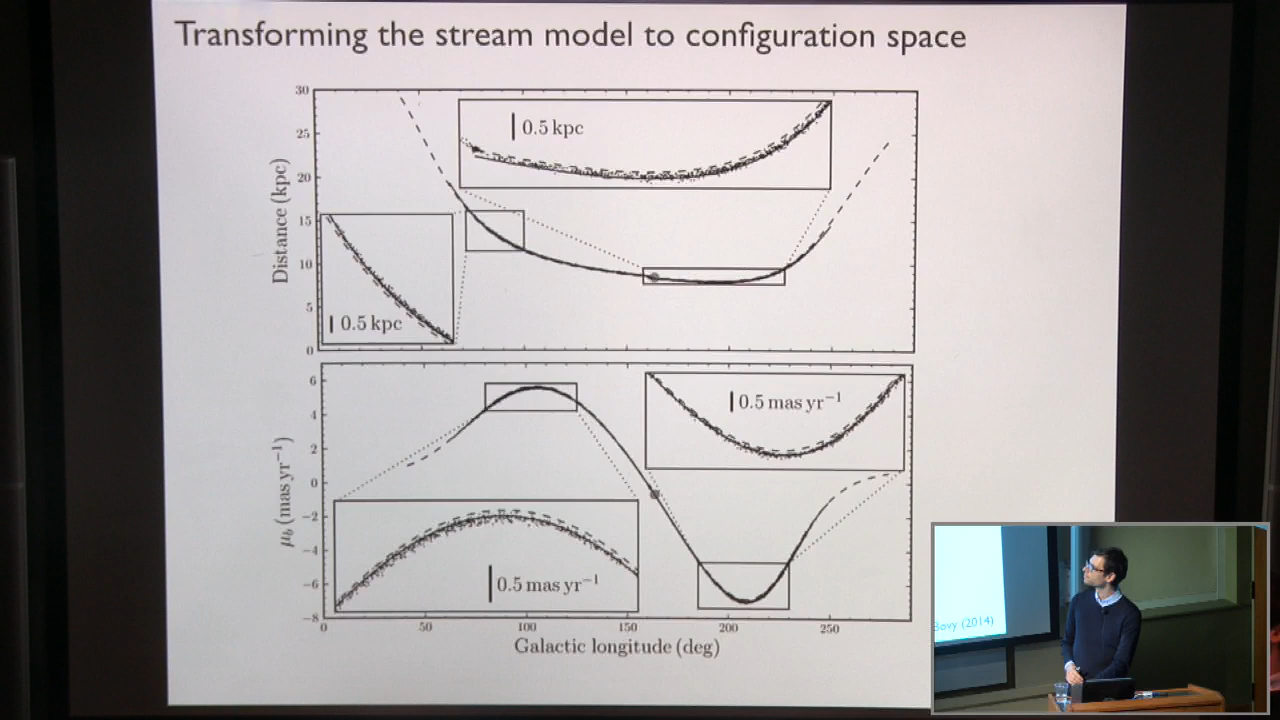 Transforming the stream model to configuration space
30
25
20
15
10
5
0
Distance (kpc)
0.5 kpc
0.5 kpc
6
4
2
0
−2
−4
−6
−8
μb (mas yr⁻¹)
0.5 mas yr⁻¹
0.5 mas yr⁻¹
0
50
100
150
200
250
Galactic longitude (deg)
Bovy (2014)